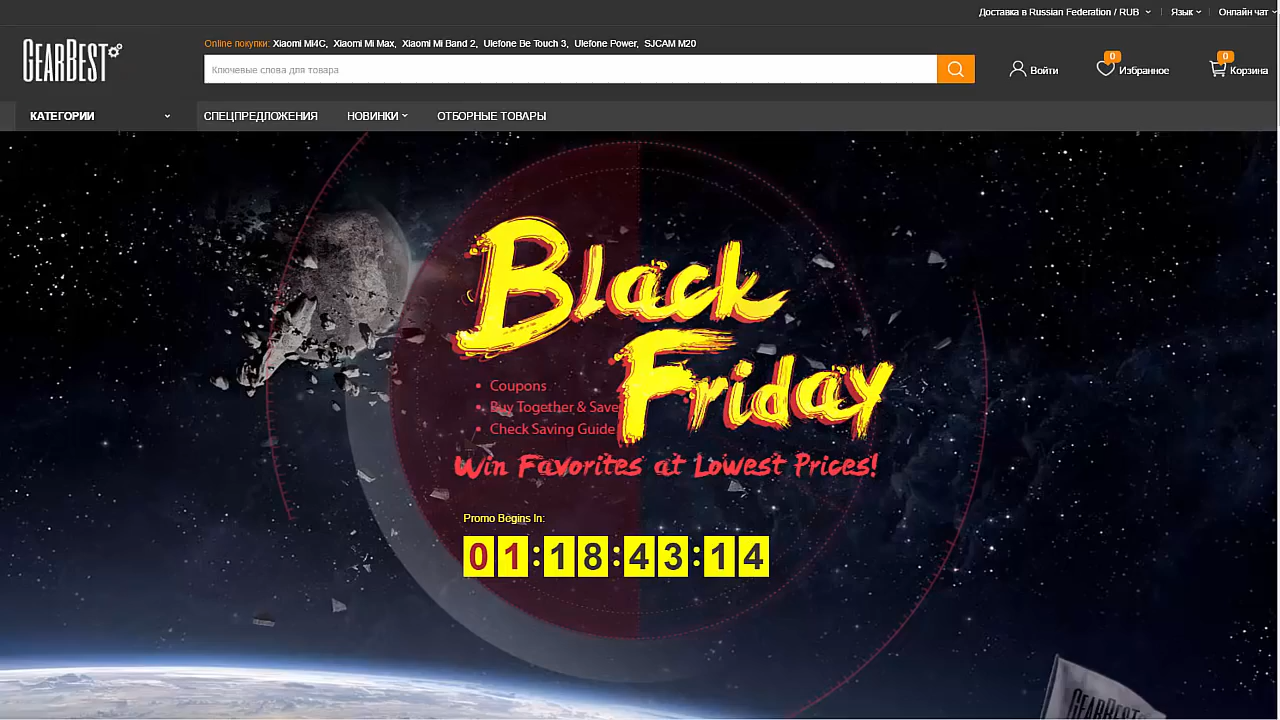 Доставка в Russian Federation / RUB
Язык
Онлайн чат
GearBest
Online покупки: Xiaomi Mi4C, Xiaomi Mi Max, Xiaomi Mi Band 2, Ulefone Be Touch 3, Ulefone Power, SJCAM M20
Ключевые слова для товара
Войти
0
Избранное
0
Корзина
КАТЕГОРИИ
СПЕЦПРЕДЛОЖЕНИЯ
НОВИНКИ
ОТБОРНЫЕ ТОВАРЫ
Black
Friday
• Coupons
• Buy Together & Save
• Check Saving Guide
Win Favorites at Lowest Prices!
Promo Begins In:
01:18:43:14
GEARBEST